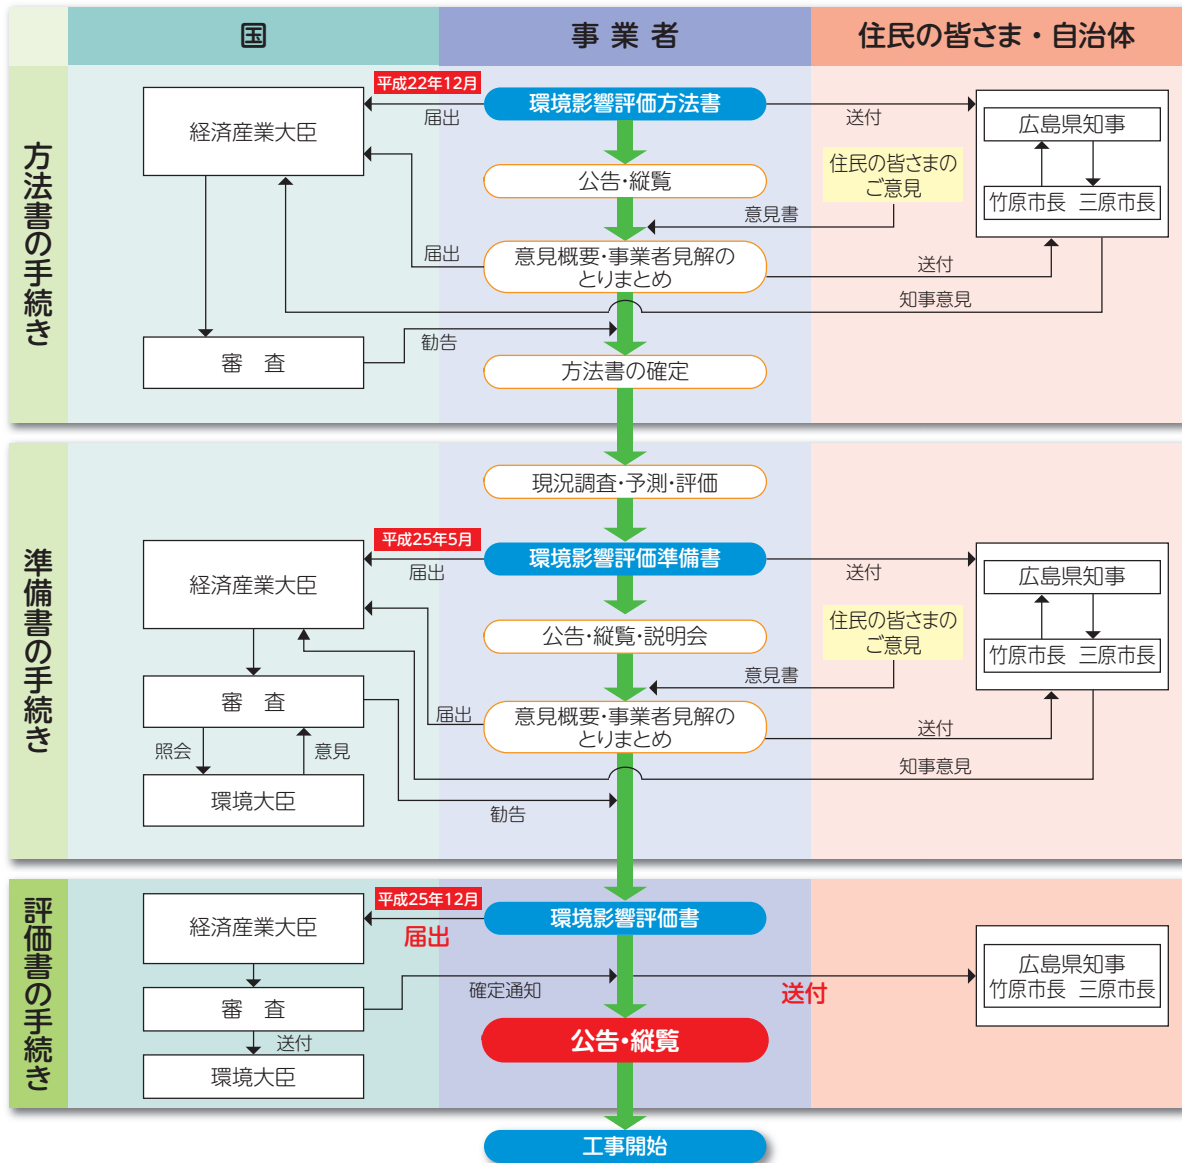 国
事業者
住民の皆さま・自治体
方法書の手続き
平成22年12月
環境影響評価方法書
届出
送付
経済産業大臣
広島県知事
竹原市長 三原市長
公告・縦覧
住民の皆さまの
ご意見
意見書
届出
意見概要・事業者見解の
とりまとめ
送付
知事意見
勧告
審 査
方法書の確定
準備書の手続き
現況調査・予測・評価
平成25年5月
環境影響評価準備書
届出
送付
経済産業大臣
広島県知事
竹原市長 三原市長
公告・縦覧・説明会
住民の皆さまの
ご意見
意見書
審 査
届出
意見概要・事業者見解の
とりまとめ
送付
照会
意見
知事意見
環境大臣
勧告
評価書の手続き
平成25年12月
環境影響評価書
届出
経済産業大臣
広島県知事
竹原市長 三原市長
確定通知
送付
審 査
公告・縦覧
送付
環境大臣
工事開始